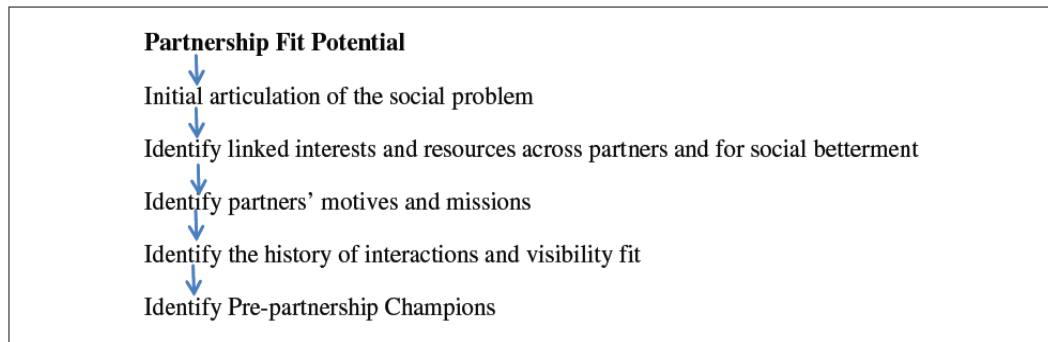 Partnership Fit Potential
Initial articulation of the social problem
Identify linked interests and resources across partners and for social betterment
Identify partners’ motives and missions
Identify the history of interactions and visibility fit
Identify Pre-partnership Champions